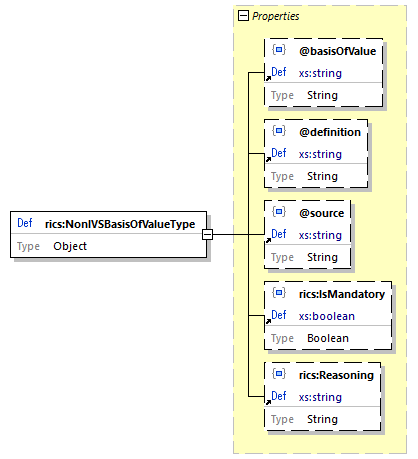 Properties
@basisOfValue
Def xs:string
Type String
@definition
Def xs:string
Type String
@source
Def xs:string
Type String
Def rics:NonIVSBasisOfValueType
Type Object
rics:IsMandatory
Def xs:boolean
Type Boolean
rics:Reasoning
Def xs:string
Type String